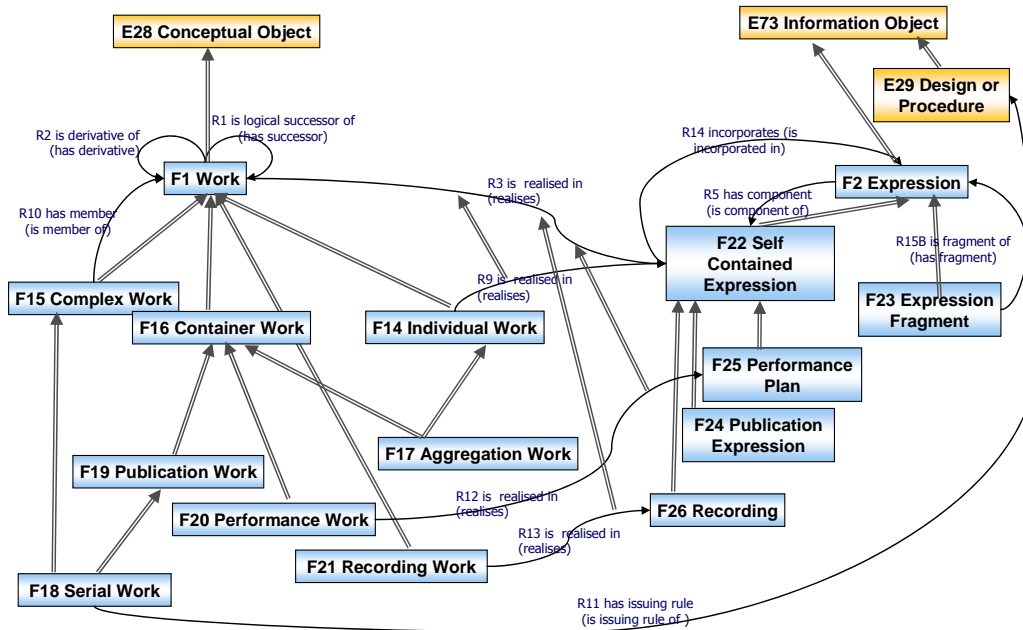 E28 Conceptual Object
E73 Information Object
E29 Design or
Procedure
R2 is derivative of
(has derivative)
R1 is logical successor of
(has successor)
R14 incorporates (is
incorporated in)
F1 Work
R3 is realised in
(realises)
F2 Expression
R5 has component
(is component of)
R10 has member
(is member of)
F22 Self
Contained
Expression
R15B is fragment of
(has fragment)
R9 is realised in
(realises)
F15 Complex Work
F23 Expression
Fragment
F16 Container Work
F14 Individual Work
F25 Performance
Plan
F24 Publication
Expression
F19 Publication Work
F17 Aggregation Work
R12 is realised in
(realises)
F20 Performance Work
F26 Recording
R13 is realised in
(realises)
F21 Recording Work
F18 Serial Work
R11 has issuing rule
(is issuing rule of )